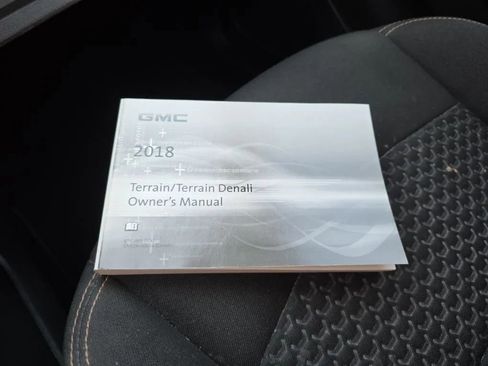 GMC
2018
Terrain/Terrain Denali
Owner's Manual